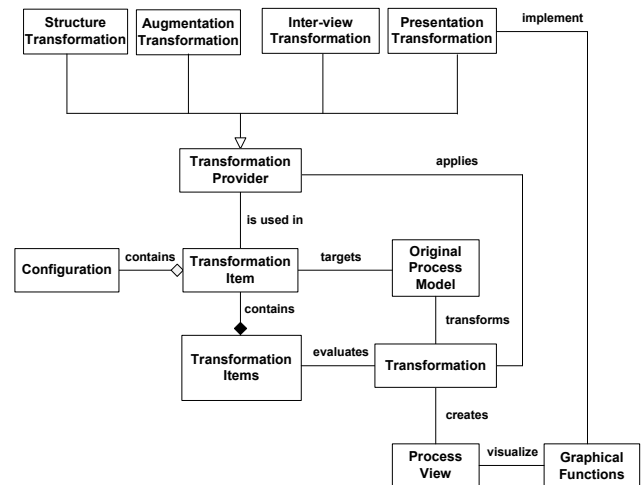 Structure
Transformation
Augmentation
Transformation
Inter-view
Transformation
Presentation
Transformation
implement
Transformation
Provider
applies
is used in
Configuration
contains
Transformation
Item
targets
Original
Process
Model
contains
transforms
Transformation
Items
evaluates
Transformation
creates
Process
View
visualize
Graphical
Functions